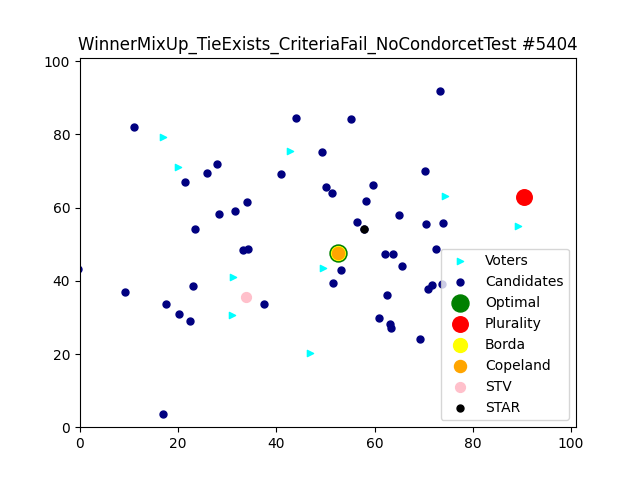 WinnerMixUp_TieExists_CriteriaFail_NoCondorcetTest #5404
100
80
60
40
20
0
0
20
40
60
80
100
Voters
Candidates
Optimal
Plurality
Borda
Copeland
STV
STAR